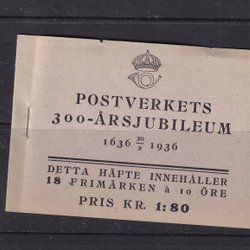 POSTVERKETS
300-ÅRSJUBILEUM
1636 20/2 1936
DETTA HÄFTE INNEHÅLLER
18 FRIMÄRKEN à 10 ÖRE
PRIS KR. 1:80